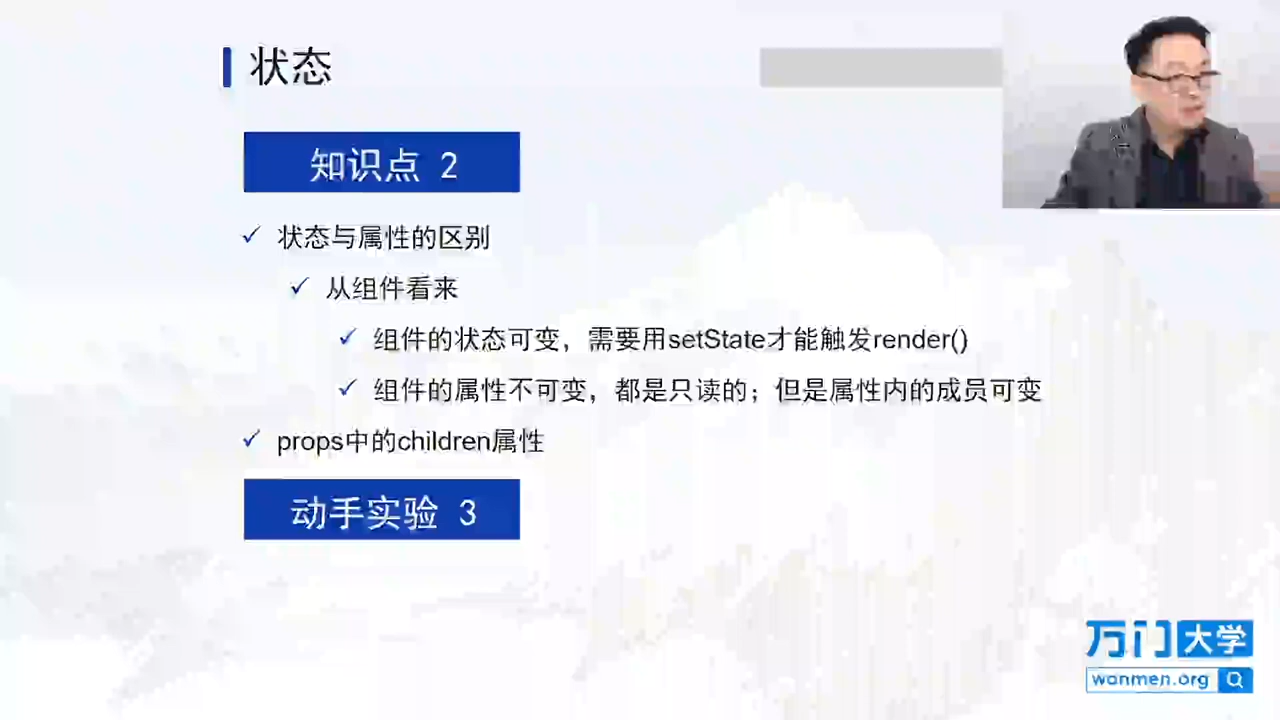 状态
知识点 2
状态与属性的区别
从组件看来
组件的状态可变，需要用setState才能触发render()
组件的属性不可变，都是只读的；但是属性内的成员可变
props中的children属性
动手实验 3
万门大学
wanmen.org